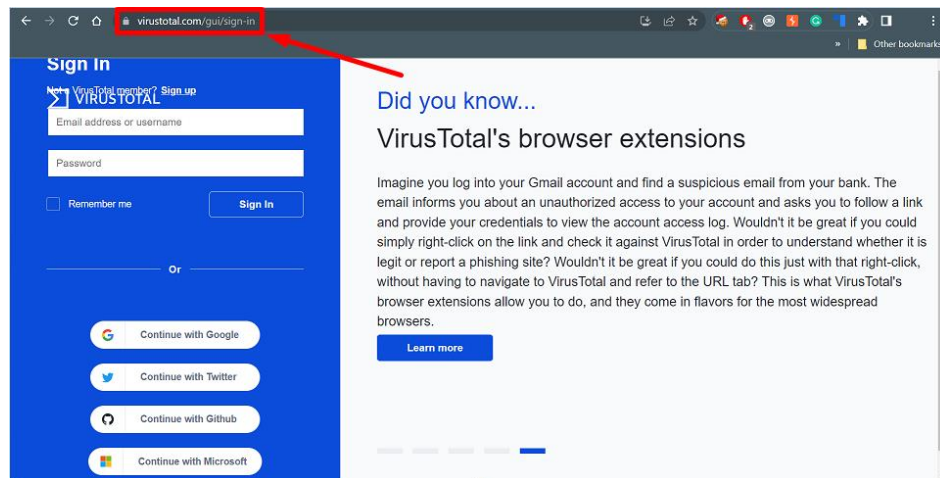 virustotal.com/gui/sign-in
2
»
Other bookmarks
Sign In
Not a VirusTotal member? Sign up
VIRUSTOTAL
Email address or username
Password
Remember me
Sign In
Or
Continue with Google
Continue with Twitter
Continue with Github
Continue with Microsoft
Did you know...
VirusTotal's browser extensions
Imagine you log into your Gmail account and find a suspicious email from your bank. The
email informs you about an unauthorized access to your account and asks you to follow a link
and provide your credentials to view the account access log. Wouldn't it be great if you could
simply right-click on the link and check it against VirusTotal in order to understand whether it is
legit or report a phishing site? Wouldn't it be great if you could do this just with that right-click,
without having to navigate to VirusTotal and refer to the URL tab? This is what VirusTotal's
browser extensions allow you to do, and they come in flavors for the most widespread
browsers.
Learn more